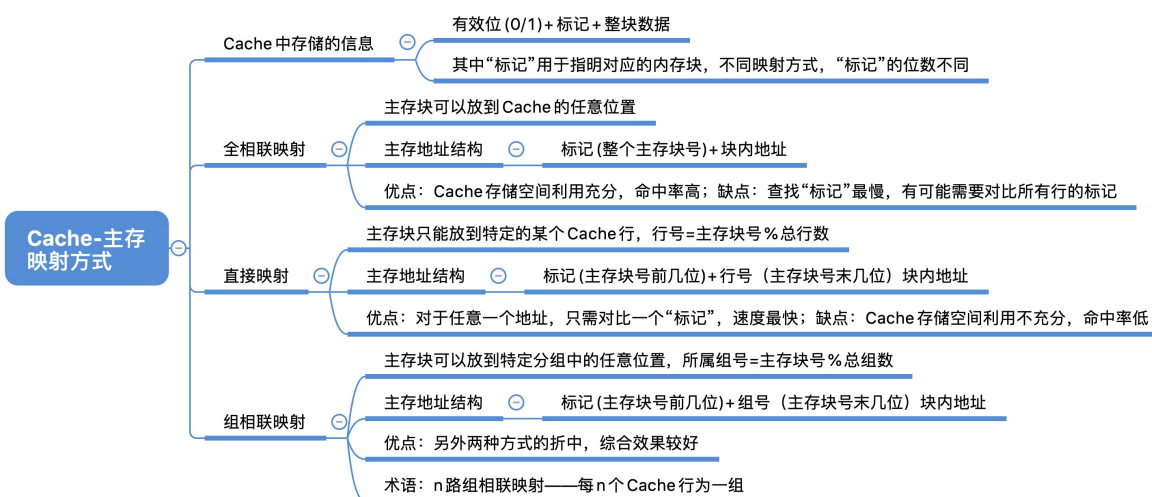 Cache-主存
映射方式
Cache中存储的信息
有效位(0/1)+标记+整块数据
其中“标记”用于指明对应的内存块，不同映射方式，“标记”的位数不同
全相联映射
主存块可以放到Cache的任意位置
主存地址结构
标记(整个主存块号)+块内地址
优点：Cache存储空间利用充分，命中率高；缺点：查找“标记”最慢，有可能需要对比所有行的标记
直接映射
主存块只能放到特定的某个Cache行，行号=主存块号%总行数
主存地址结构
标记(主存块号前几位)+行号（主存块号末几位）块内地址
优点：对于任意一个地址，只需对比一个“标记”，速度最快；缺点：Cache存储空间利用不充分，命中率低
组相联映射
主存块可以放到特定分组中的任意位置，所属组号=主存块号%总组数
主存地址结构
标记(主存块号前几位)+组号（主存块号末几位）块内地址
优点：另外两种方式的折中，综合效果较好
术语：n路组相联映射——每n个Cache行为一组